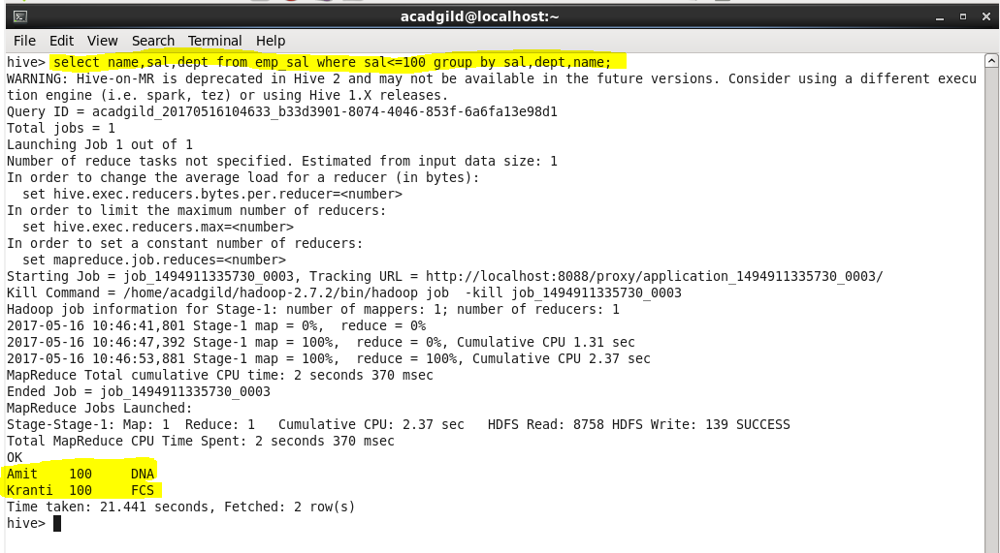 acadgild@localhost:~
File Edit View Search Terminal Help
hive> select name,sal,dept from emp_sal where sal<=100 group by sal,dept,name;
WARNING: Hive-on-MR is deprecated in Hive 2 and may not be available in the future versions. Consider using a different execu
tion engine (i.e. spark, tez) or using Hive 1.X releases.
Query ID = acadgild_20170516104633_b33d3901-8074-4046-853f-6a6fa13e98d1
Total jobs = 1
Launching Job 1 out of 1
Number of reduce tasks not specified. Estimated from input data size: 1
In order to change the average load for a reducer (in bytes):
  set hive.exec.reducers.bytes.per.reducer=<number>
In order to limit the maximum number of reducers:
  set hive.exec.reducers.max=<number>
In order to set a constant number of reducers:
  set mapreduce.job.reduces=<number>
Starting Job = job_1494911335730_0003, Tracking URL = http://localhost:8088/proxy/application_1494911335730_0003/
Kill Command = /home/acadgild/hadoop-2.7.2/bin/hadoop job  -kill job_1494911335730_0003
Hadoop job information for Stage-1: number of mappers: 1; number of reducers: 1
2017-05-16 10:46:41,801 Stage-1 map = 0%,  reduce = 0%
2017-05-16 10:46:47,392 Stage-1 map = 100%,  reduce = 0%, Cumulative CPU 1.31 sec
2017-05-16 10:46:53,881 Stage-1 map = 100%,  reduce = 100%, Cumulative CPU 2.37 sec
MapReduce Total cumulative CPU time: 2 seconds 370 msec
Ended Job = job_1494911335730_0003
MapReduce Jobs Launched:
Stage-Stage-1: Map: 1  Reduce: 1   Cumulative CPU: 2.37 sec   HDFS Read: 8758 HDFS Write: 139 SUCCESS
Total MapReduce CPU Time Spent: 2 seconds 370 msec
OK
Amit    100     DNA
Kranti  100     FCS
Time taken: 21.441 seconds, Fetched: 2 row(s)
hive>